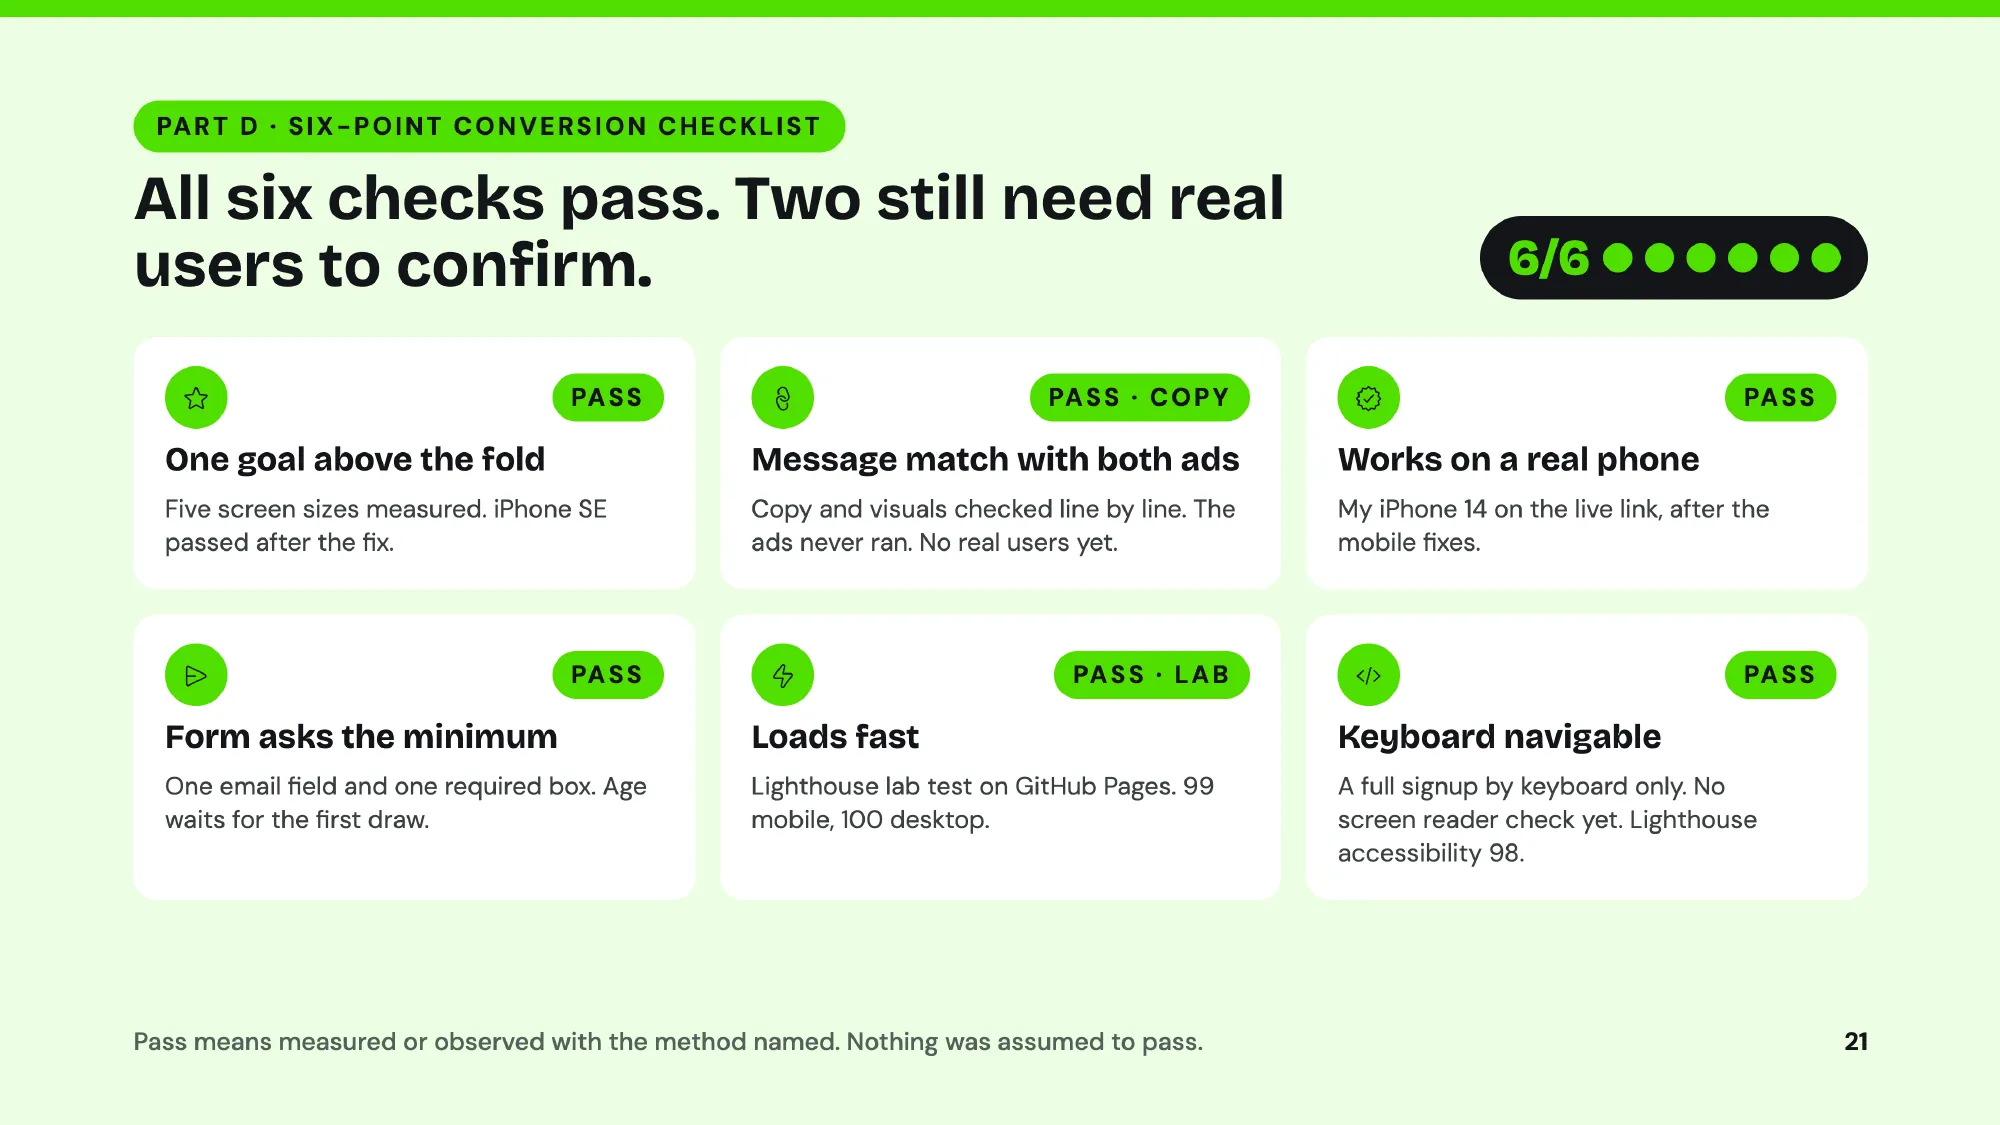 PART D · SIX-POINT CONVERSION CHECKLIST
All six checks pass. Two still need real
users to confirm.
6/6
PASS
One goal above the fold
Five screen sizes measured. iPhone SE
passed after the fix.
PASS · COPY
Message match with both ads
Copy and visuals checked line by line. The
ads never ran. No real users yet.
PASS
Works on a real phone
My iPhone 14 on the live link, after the
mobile fixes.
PASS
Form asks the minimum
One email field and one required box. Age
waits for the first draw.
PASS · LAB
Loads fast
Lighthouse lab test on GitHub Pages. 99
mobile, 100 desktop.
PASS
Keyboard navigable
A full signup by keyboard only. No
screen reader check yet. Lighthouse
accessibility 98.
Pass means measured or observed with the method named. Nothing was assumed to pass.
21